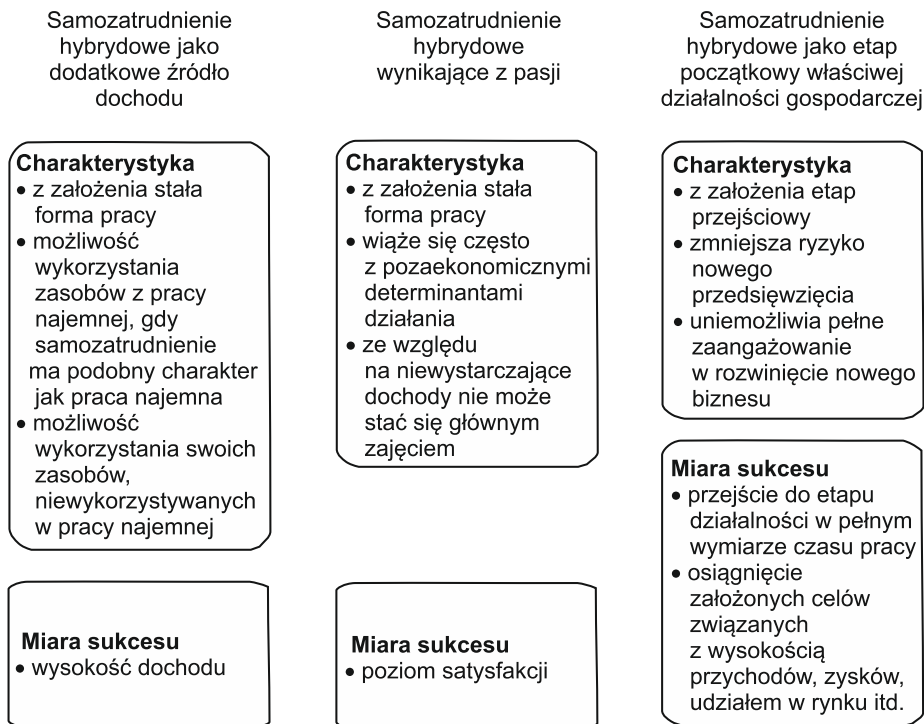 Samozatrudnienie
hybrydowe jako
dodatkowe źródło
dochodu
Charakterystyka
• z założenia stała
forma pracy
• możliwość
wykorzystania
zasobów z pracy
najemnej, gdy
samozatrudnienie
ma podobny charakter
jak praca najemna
• możliwość
wykorzystania swoich
zasobów,
niewykorzystywanych
w pracy najemnej
Miara sukcesu
• wysokość dochodu
Samozatrudnienie
hybrydowe
wynikające z pasji
Charakterystyka
• z założenia stała
forma pracy
• wiąże się często
z pozaekonomicznymi
determinantami
działania
• ze względu
na niewystarczające
dochody nie może
stać się głównym
zajęciem
Miara sukcesu
• poziom satysfakcji
Samozatrudnienie
hybrydowe jako etap
początkowy właściwej
działalności gospodarczej
Charakterystyka
• z założenia etap
przejściowy
• zmniejsza ryzyko
nowego
przedsięwzięcia
• uniemożliwia pełne
zaangażowanie
w rozwinięcie nowego
biznesu
Miara sukcesu
• przejście do etapu
działalności w pełnym
wymiarze czasu pracy
• osiągnięcie
założonych celów
związanych
z wysokością
przychodów, zysków,
udziałem w rynku itd.